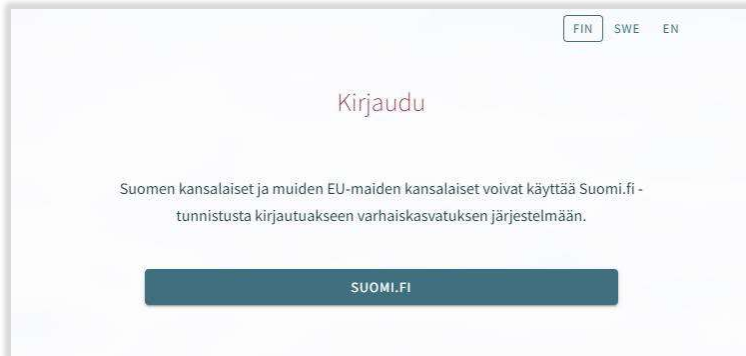 FIN SWE EN
Kirjaudu
Suomen kansalaiset ja muiden EU-maiden kansalaiset voivat käyttää Suomi.fi -
tunnistusta kirjautuakseen varhaiskasvatuksen järjestelmään.
SUOMI.FI